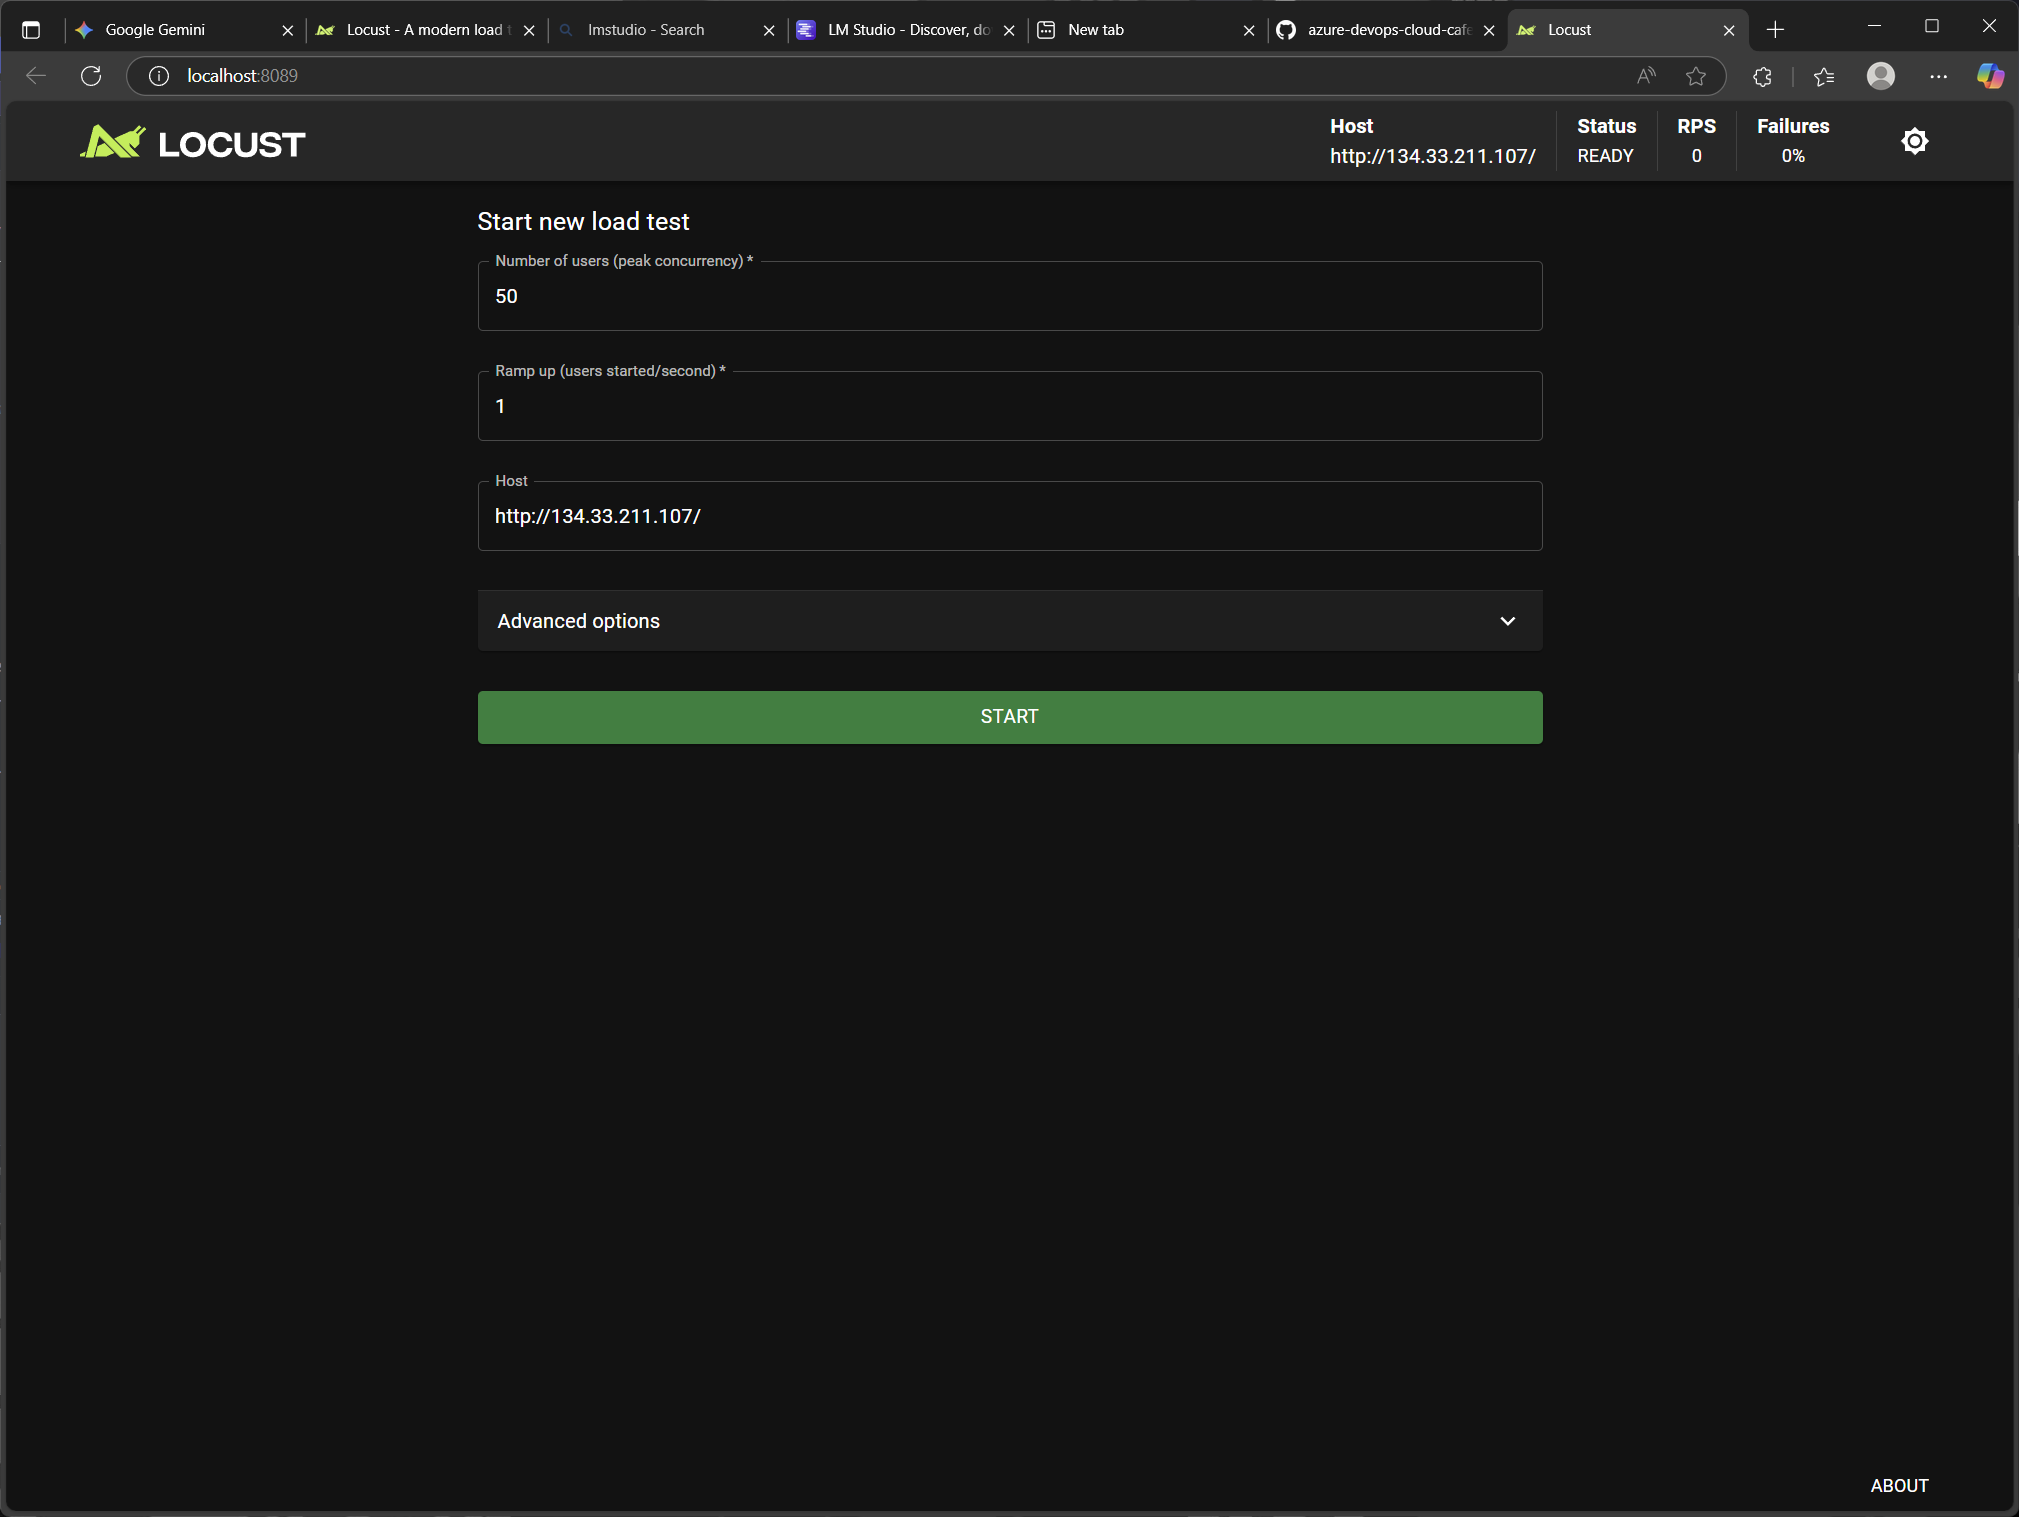 Google Gemini
Locust - A modern load t
lmstudio - Search
LM Studio - Discover, do
New tab
azure-devops-cloud-cafe
Locust
localhost:8089
LOCUST
Host
http://134.33.211.107/
Status
READY
RPS
0
Failures
0%
Start new load test
Number of users (peak concurrency) *
50
Ramp up (users started/second) *
1
Host
http://134.33.211.107/
Advanced options
START
ABOUT